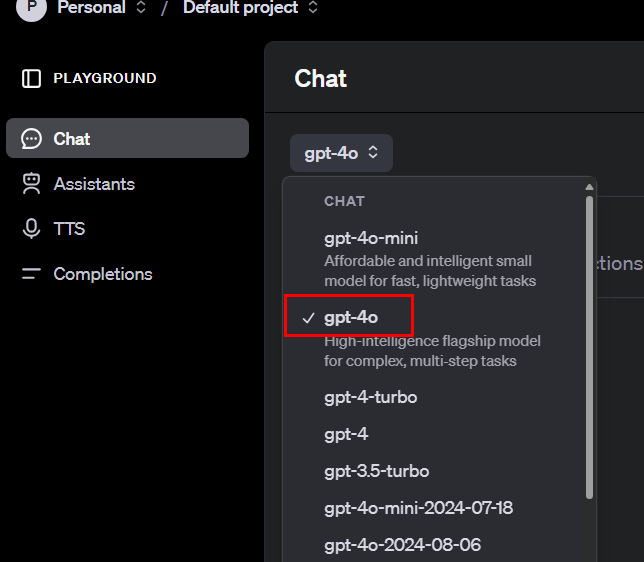 P Personal / Default project
PLAYGROUND
Chat
Assistants
TTS
Completions
Chat
gpt-4o
CHAT
gpt-4o-mini
Affordable and intelligent small
model for fast, lightweight tasks
gpt-4o
High-intelligence flagship model
for complex, multi-step tasks
gpt-4-turbo
gpt-4
gpt-3.5-turbo
gpt-4o-mini-2024-07-18
gpt-4o-2024-08-06
ctions